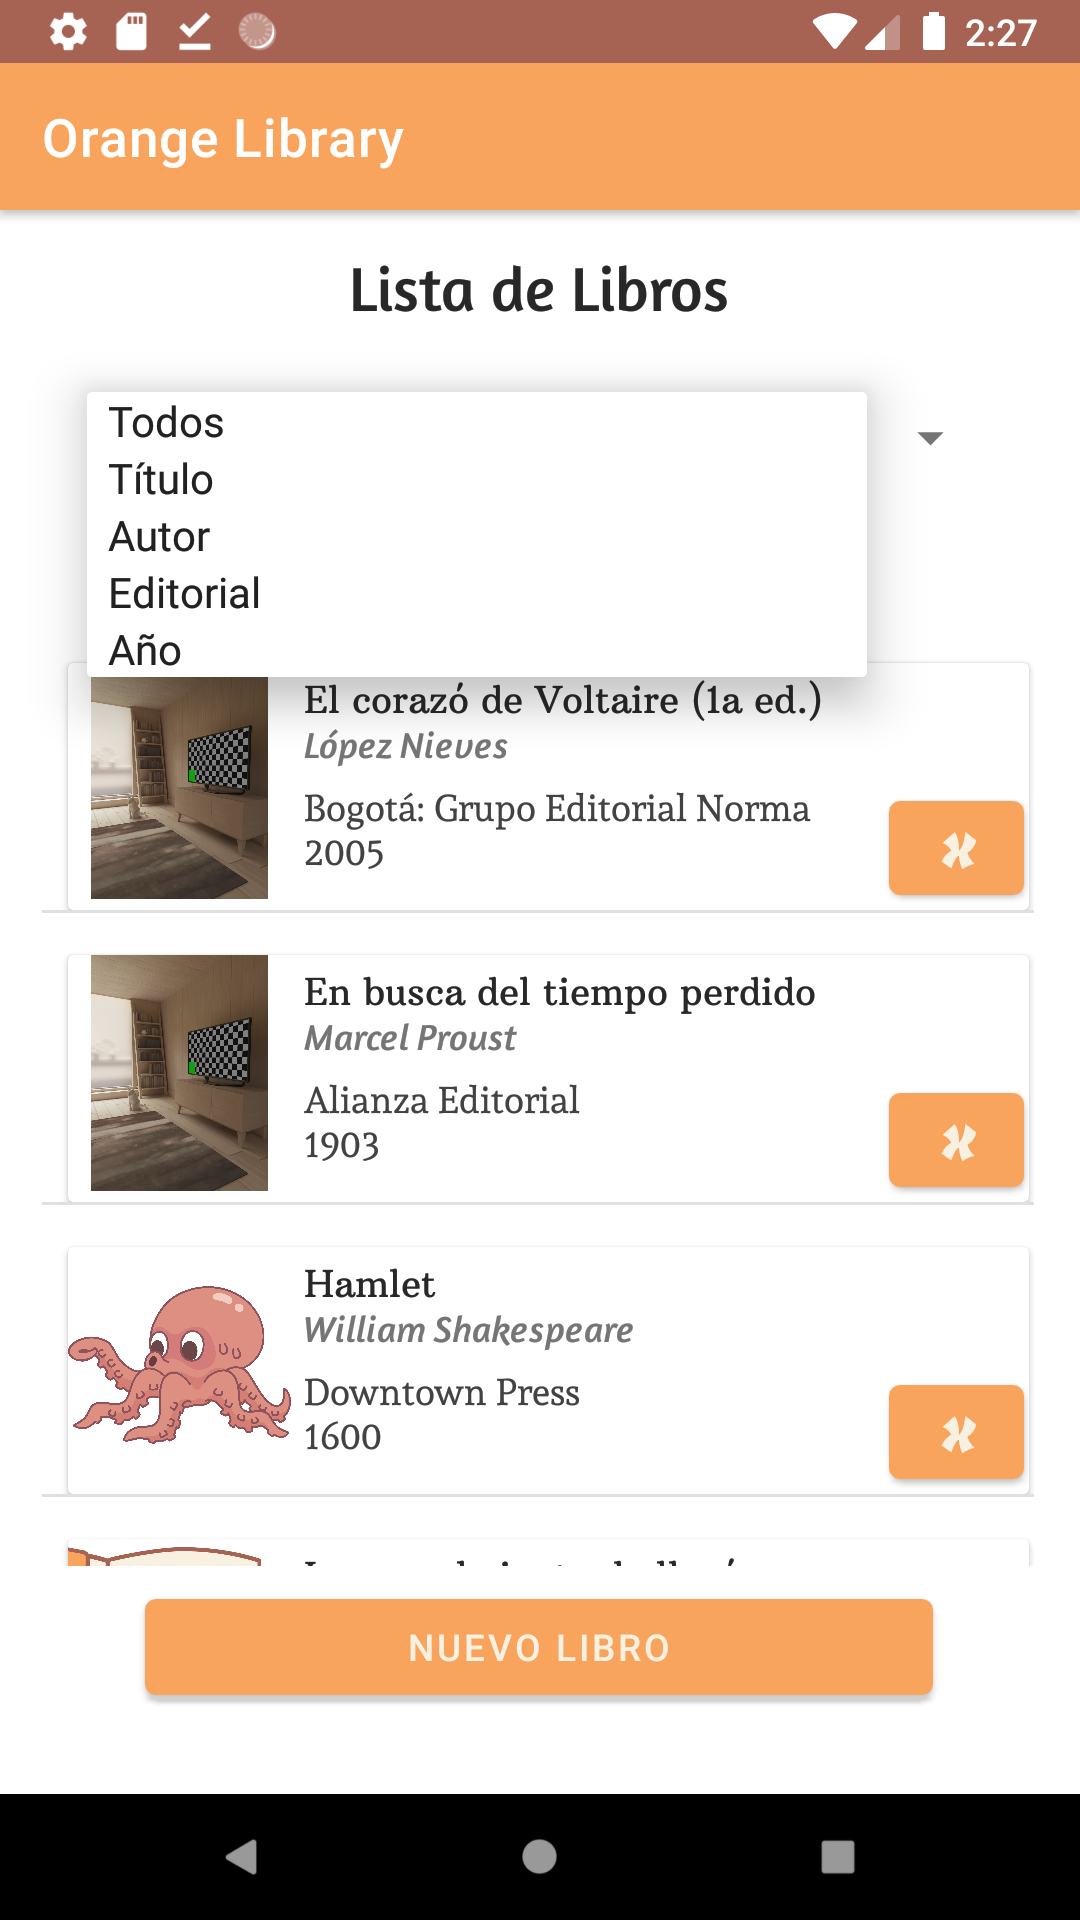 2:27
Orange Library
Lista de Libros
Todos
Título
Autor
Editorial
Año
El corazó de Voltaire (1a ed.)
López Nieves
Bogotá: Grupo Editorial Norma
2005
X
En busca del tiempo perdido
Marcel Proust
Alianza Editorial
1903
X
Hamlet
William Shakespeare
Downtown Press
1600
X
NUEVO LIBRO